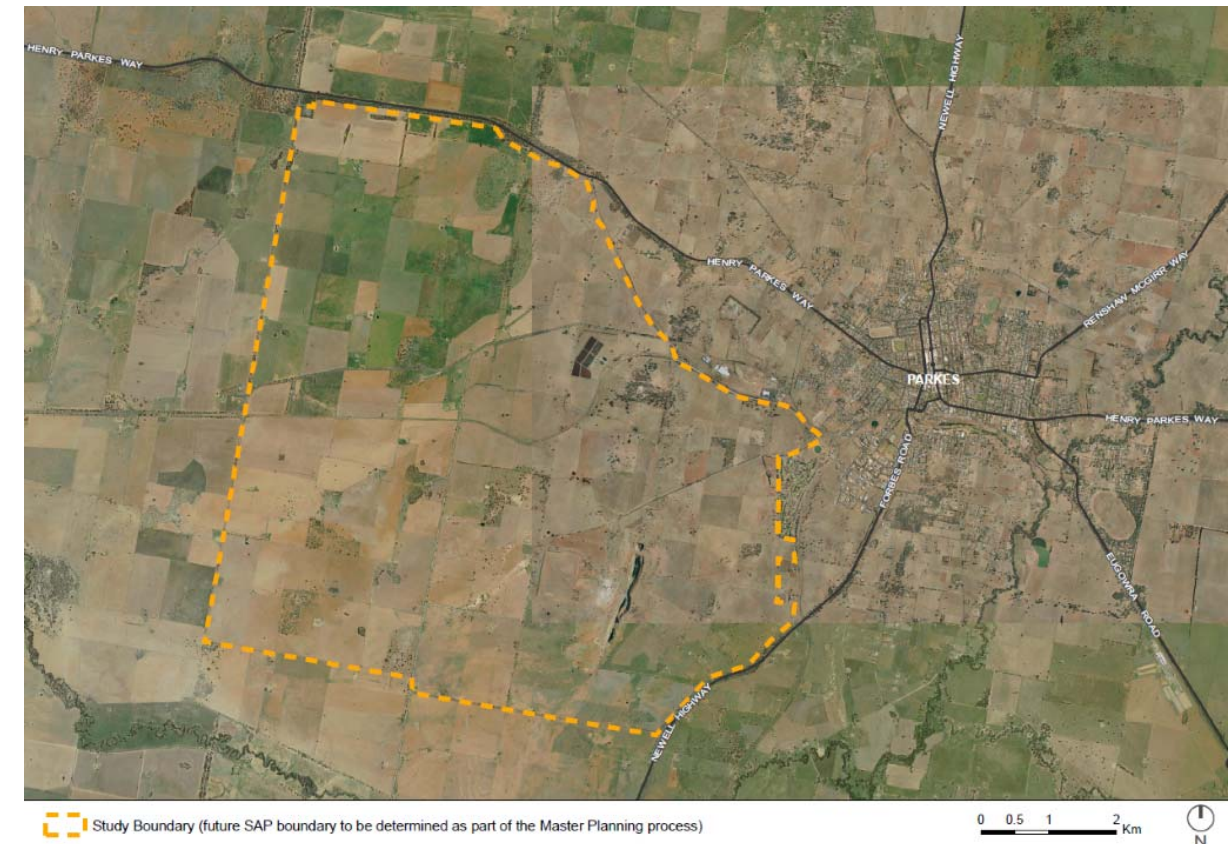 HENRY PARKES WAY
NEWELL HIGHWAY
HENRY PARKES WAY
RENSHAW MCGIRR WAY
PARKES
HENRY PARKES WAY
FORBES ROAD
EUGOWRA ROAD
NEWELL HIGHWAY
Study Boundary (future SAP boundary to be determined as part of the Master Planning process)
0 0.5 1 2 Km
N